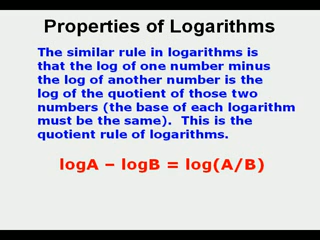 Properties of Logarithms
The similar rule in logarithms is
that the log of one number minus
the log of another number is the
log of the quotient of those two
numbers (the base of each logarithm
must be the same).  This is the
quotient rule of logarithms.
logA − logB = log(A/B)